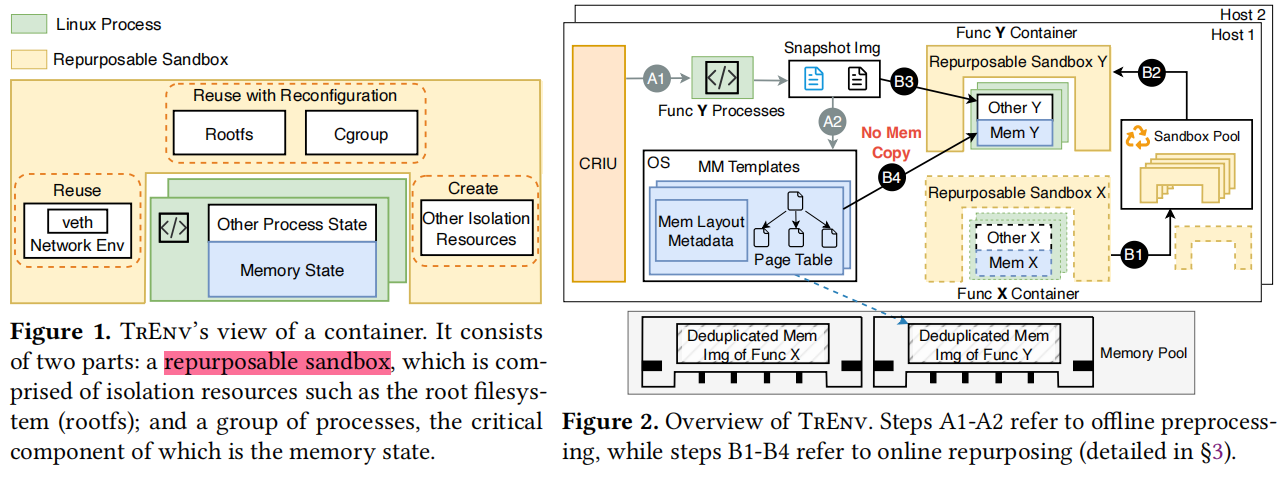 Linux Process
Repurposable Sandbox
Reuse with Reconfiguration
Rootfs
Cgroup
Reuse
veth
Network Env
</>
Other Process State
Memory State
Create
Other Isolation
Resources
Figure 1. TRENV's view of a container. It consists
of two parts: a repurposable sandbox, which is com-
prised of isolation resources such as the root filesys-
tem (rootfs); and a group of processes, the critical
component of which is the memory state.
Host 2
Host 1
CRIU
A1
</>
Func Y Processes
Snapshot Img
A2
B3
Func Y Container
Repurposable Sandbox Y
Other Y
Mem Y
B2
Sandbox Pool
No Mem
Copy
B4
OS
MM Templates
Mem Layout
Metadata
Page Table
Repurposable Sandbox X
Other X
Mem X
Func X Container
B1
Deduplicated Mem
Img of Func X
Deduplicated Mem
Img of Func Y
Memory Pool
Figure 2. Overview of TRENV. Steps A1-A2 refer to offline preprocess-
ing, while steps B1-B4 refer to online repurposing (detailed in §3).